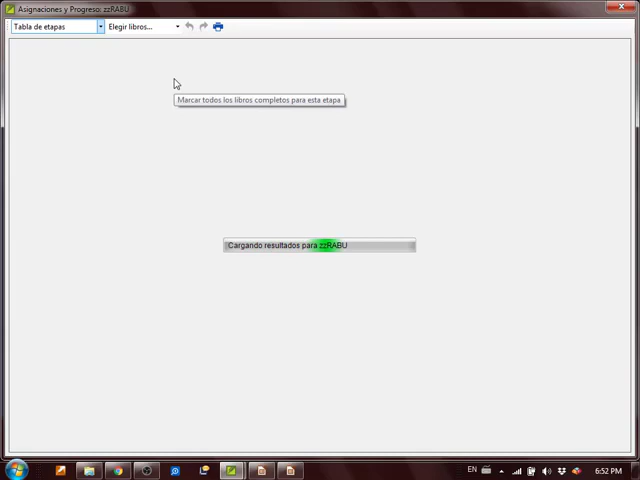 Asignaciones y Progreso: zzRABU
Tabla de etapas
Elegir libros...
Marcar todos los libros completos para esta etapa
Cargando resultados para zzRABU
EN
6:52 PM